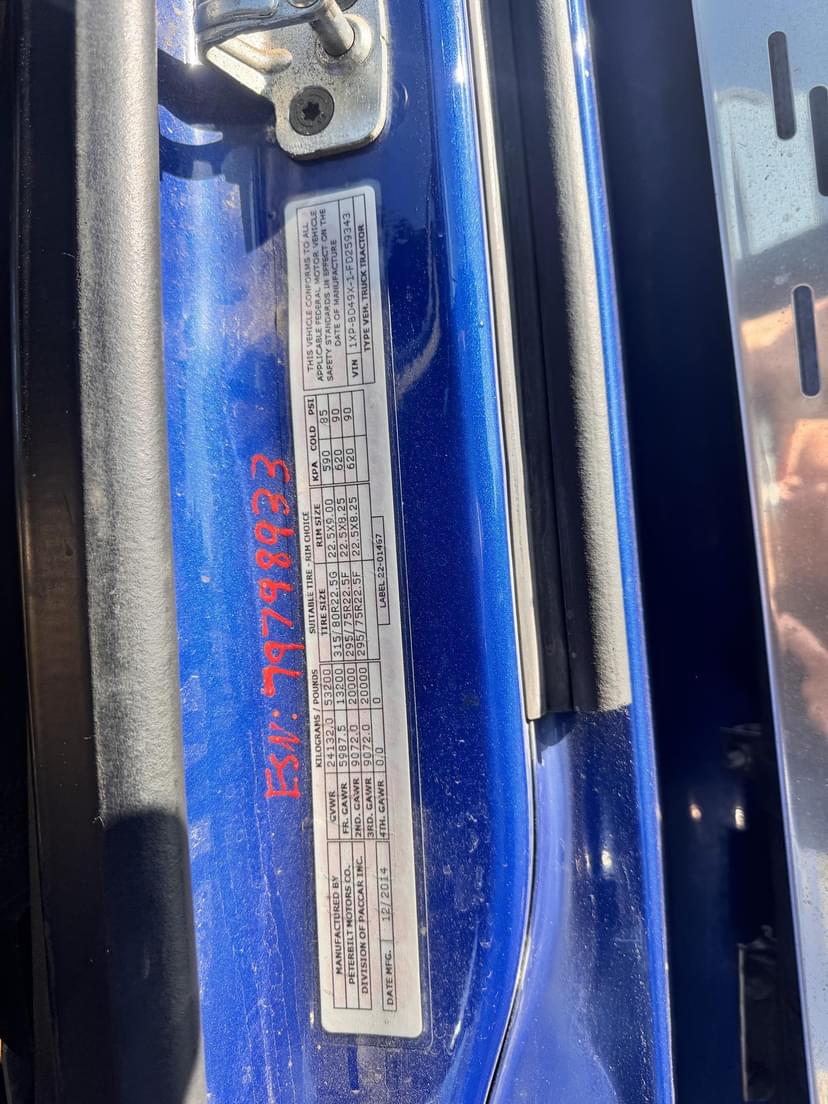 ESN: 79798933
MANUFACTURED BY
PETERBILT MOTORS CO.
DIVISION OF PACCAR INC.
DATE MFG. 12/2014
KILOGRAMS / POUNDS
GVWR 24132.0 53200
FR. GAWR 5987.5 13200
2ND. GAWR 9072.0 20000
3RD. GAWR 9072.0 20000
4TH. GAWR 0.0 0
SUITABLE TIRE - RIM CHOICE
TIRE SIZE RIM SIZE KPA COLD PSI
315/80R22.5G 22.5X9.00 590 85
295/75R22.5F 22.5X8.25 620 90
295/75R22.5F 22.5X8.25 620 90
LABEL 22-01467
THIS VEHICLE CONFORMS TO ALL
APPLICABLE FEDERAL MOTOR VEHICLE
SAFETY STANDARDS IN EFFECT ON THE
DATE OF MANUFACTURE
VIN 1XP-BD49X-1-FD259343
TYPE VEH. TRUCK TRACTOR